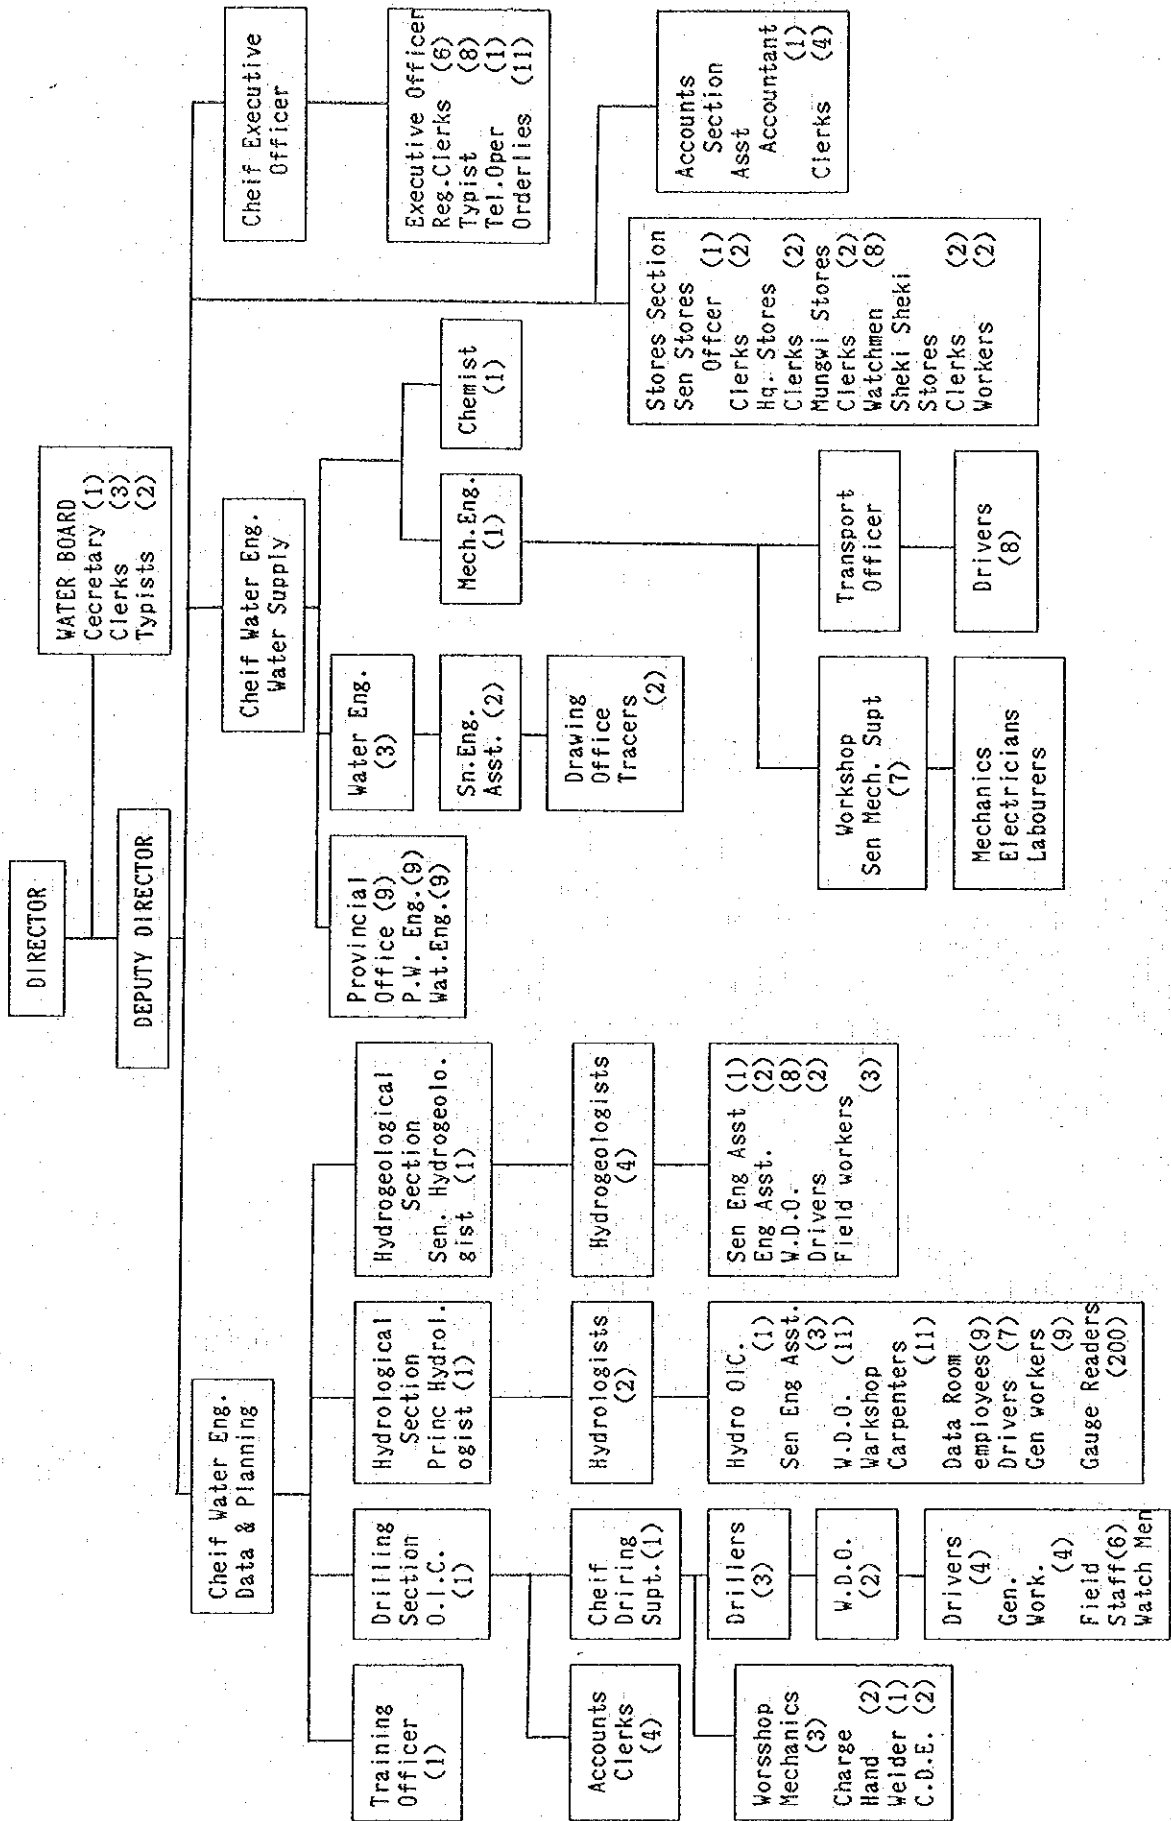 DIRECTOR
DEPUTY DIRECTOR
WATER BOARD
Cecretary (1)
Clerks (3)
Typists (2)
Cheif Water Eng.
Data & Planning
Cheif Water Eng.
Water Supply
Cheif Executive
Officer
Training
Officer
(1)
Drilling
Section
O.I.C.
(1)
Hydrological
Section
Princ Hydrol.
ogist (1)
Hydrogeological
Section
Sen. Hydrogeolo.
gist (1)
Provincial
Office (9)
P.W. Eng.(9)
Wat.Eng.(9)
Water Eng.
(3)
Mech.Eng.
(1)
Chemist
(1)
Executive Officer
Reg.Clerks (6)
Typist (8)
Tel.Oper (1)
Orderlies (11)
Accounts
Clerks
(4)
Cheif
Driring
Supt.(1)
Hydrologists
(2)
Hydrogeologists
(4)
Sn.Eng.
Asst. (2)
Drawing
Office
Tracers
(2)
Stores Section
Sen Stores
Offcer (1)
Clerks (2)
Hq. Stores
Clerks (2)
Mungwi Stores
Clerks (2)
Watchmen (8)
Sheki Sheki
Stores
Clerks (2)
Workers (2)
Accounts
Section
Asst
Accountant
(1)
Clerks (4)
Worsshop
Mechanics
(3)
Charge
Hand (2)
Welder (1)
C.D.E. (2)
Drillers
(3)
W.D.O.
(2)
Drivers
(4)
Gen.
Work.
(4)
Field
Staff(6)
Watch Men
Hydro OIC.
(1)
Sen Eng Asst.
(3)
W.D.O. (11)
Warkshop
Carpenters
(11)
Data Room
employees(9)
Drivers (7)
Gen workers
(9)
Gauge Readers
(200)
Sen Eng Asst (1)
Eng Asst. (2)
W.D.O. (8)
Drivers (2)
Field workers
(3)
Workshop
Sen Mech. Supt
(7)
Mechanics
Electricians
Labourers
Transport
Officer
Drivers
(8)